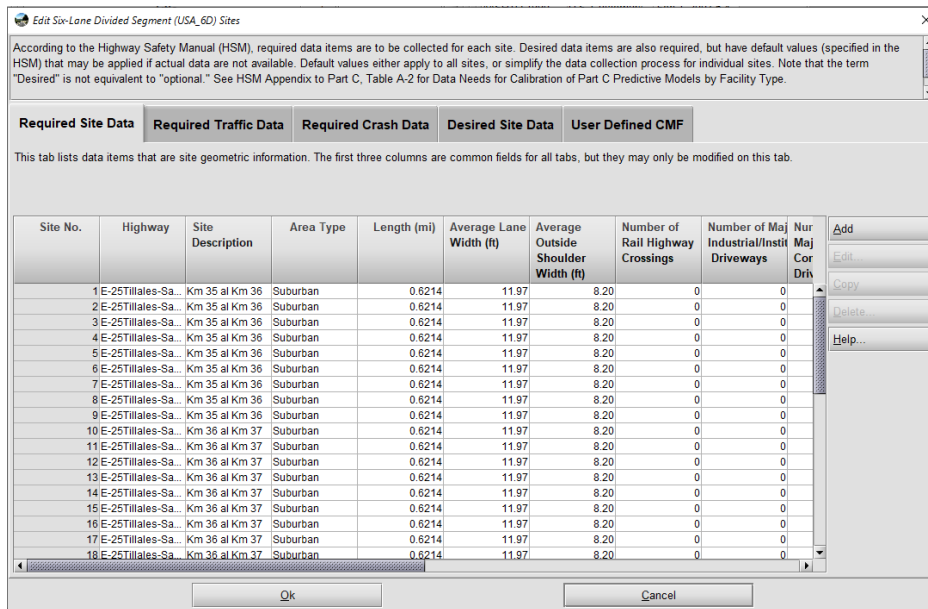 Edit Six-Lane Divided Segment (USA_6D) Sites
According to the Highway Safety Manual (HSM), required data items are to be collected for each site. Desired data items are also required, but have default values (specified in the
HSM) that may be applied if actual data are not available. Default values either apply to all sites, or simplify the data collection process for individual sites. Note that the term
"Desired" is not equivalent to "optional." See HSM Appendix to Part C, Table A-2 for Data Needs for Calibration of Part C Predictive Models by Facility Type.
Required Site Data Required Traffic Data Required Crash Data Desired Site Data User Defined CMF
This tab lists data items that are site geometric information. The first three columns are common fields for all tabs, but they may only be modified on this tab.
Site No. Highway Site Area Type Length (mi) Average Lane Average Number of Number of Maj Nur Add
Description Width (ft) Outside Rail Highway Industrial/Instit Maj
Shoulder Crossings Driveways Cor Edit...
Width (ft) Driv
1 E-25Tillales-Sa... Km 35 al Km 36 Suburban 0.6214 11.97 8.20 0 0 Copy
2 E-25Tillales-Sa... Km 35 al Km 36 Suburban 0.6214 11.97 8.20 0 0
3 E-25Tillales-Sa... Km 35 al Km 36 Suburban 0.6214 11.97 8.20 0 0 Delete...
4 E-25Tillales-Sa... Km 35 al Km 36 Suburban 0.6214 11.97 8.20 0 0
5 E-25Tillales-Sa... Km 35 al Km 36 Suburban 0.6214 11.97 8.20 0 0 Help...
6 E-25Tillales-Sa... Km 35 al Km 36 Suburban 0.6214 11.97 8.20 0 0
7 E-25Tillales-Sa... Km 35 al Km 36 Suburban 0.6214 11.97 8.20 0 0
8 E-25Tillales-Sa... Km 35 al Km 36 Suburban 0.6214 11.97 8.20 0 0
9 E-25Tillales-Sa... Km 35 al Km 36 Suburban 0.6214 11.97 8.20 0 0
10 E-25Tillales-Sa... Km 36 al Km 37 Suburban 0.6214 11.97 8.20 0 0
11 E-25Tillales-Sa... Km 36 al Km 37 Suburban 0.6214 11.97 8.20 0 0
12 E-25Tillales-Sa... Km 36 al Km 37 Suburban 0.6214 11.97 8.20 0 0
13 E-25Tillales-Sa... Km 36 al Km 37 Suburban 0.6214 11.97 8.20 0 0
14 E-25Tillales-Sa... Km 36 al Km 37 Suburban 0.6214 11.97 8.20 0 0
15 E-25Tillales-Sa... Km 36 al Km 37 Suburban 0.6214 11.97 8.20 0 0
16 E-25Tillales-Sa... Km 36 al Km 37 Suburban 0.6214 11.97 8.20 0 0
17 E-25Tillales-Sa... Km 36 al Km 37 Suburban 0.6214 11.97 8.20 0 0
18 E-25Tillales-Sa... Km 36 al Km 37 Suburban 0.6214 11.97 8.20 0 0
Ok Cancel